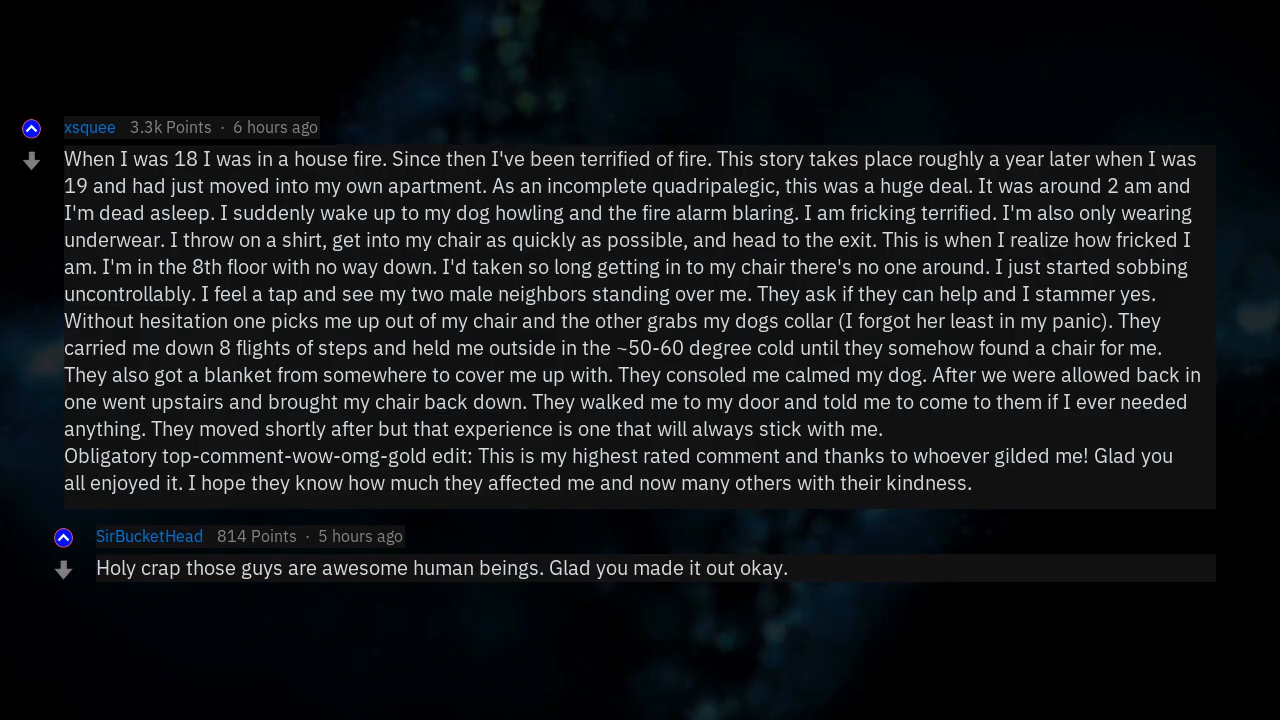 xsquee 3.3k Points · 6 hours ago
When I was 18 I was in a house fire. Since then I've been terrified of fire. This story takes place roughly a year later when I was
19 and had just moved into my own apartment. As an incomplete quadripalegic, this was a huge deal. It was around 2 am and
I'm dead asleep. I suddenly wake up to my dog howling and the fire alarm blaring. I am fricking terrified. I'm also only wearing
underwear. I throw on a shirt, get into my chair as quickly as possible, and head to the exit. This is when I realize how fricked I
am. I'm in the 8th floor with no way down. I'd taken so long getting in to my chair there's no one around. I just started sobbing
uncontrollably. I feel a tap and see my two male neighbors standing over me. They ask if they can help and I stammer yes.
Without hesitation one picks me up out of my chair and the other grabs my dogs collar (I forgot her least in my panic). They
carried me down 8 flights of steps and held me outside in the ~50-60 degree cold until they somehow found a chair for me.
They also got a blanket from somewhere to cover me up with. They consoled me calmed my dog. After we were allowed back in
one went upstairs and brought my chair back down. They walked me to my door and told me to come to them if I ever needed
anything. They moved shortly after but that experience is one that will always stick with me.
Obligatory top-comment-wow-omg-gold edit: This is my highest rated comment and thanks to whoever gilded me! Glad you
all enjoyed it. I hope they know how much they affected me and now many others with their kindness.
SirBucketHead 814 Points · 5 hours ago
Holy crap those guys are awesome human beings. Glad you made it out okay.